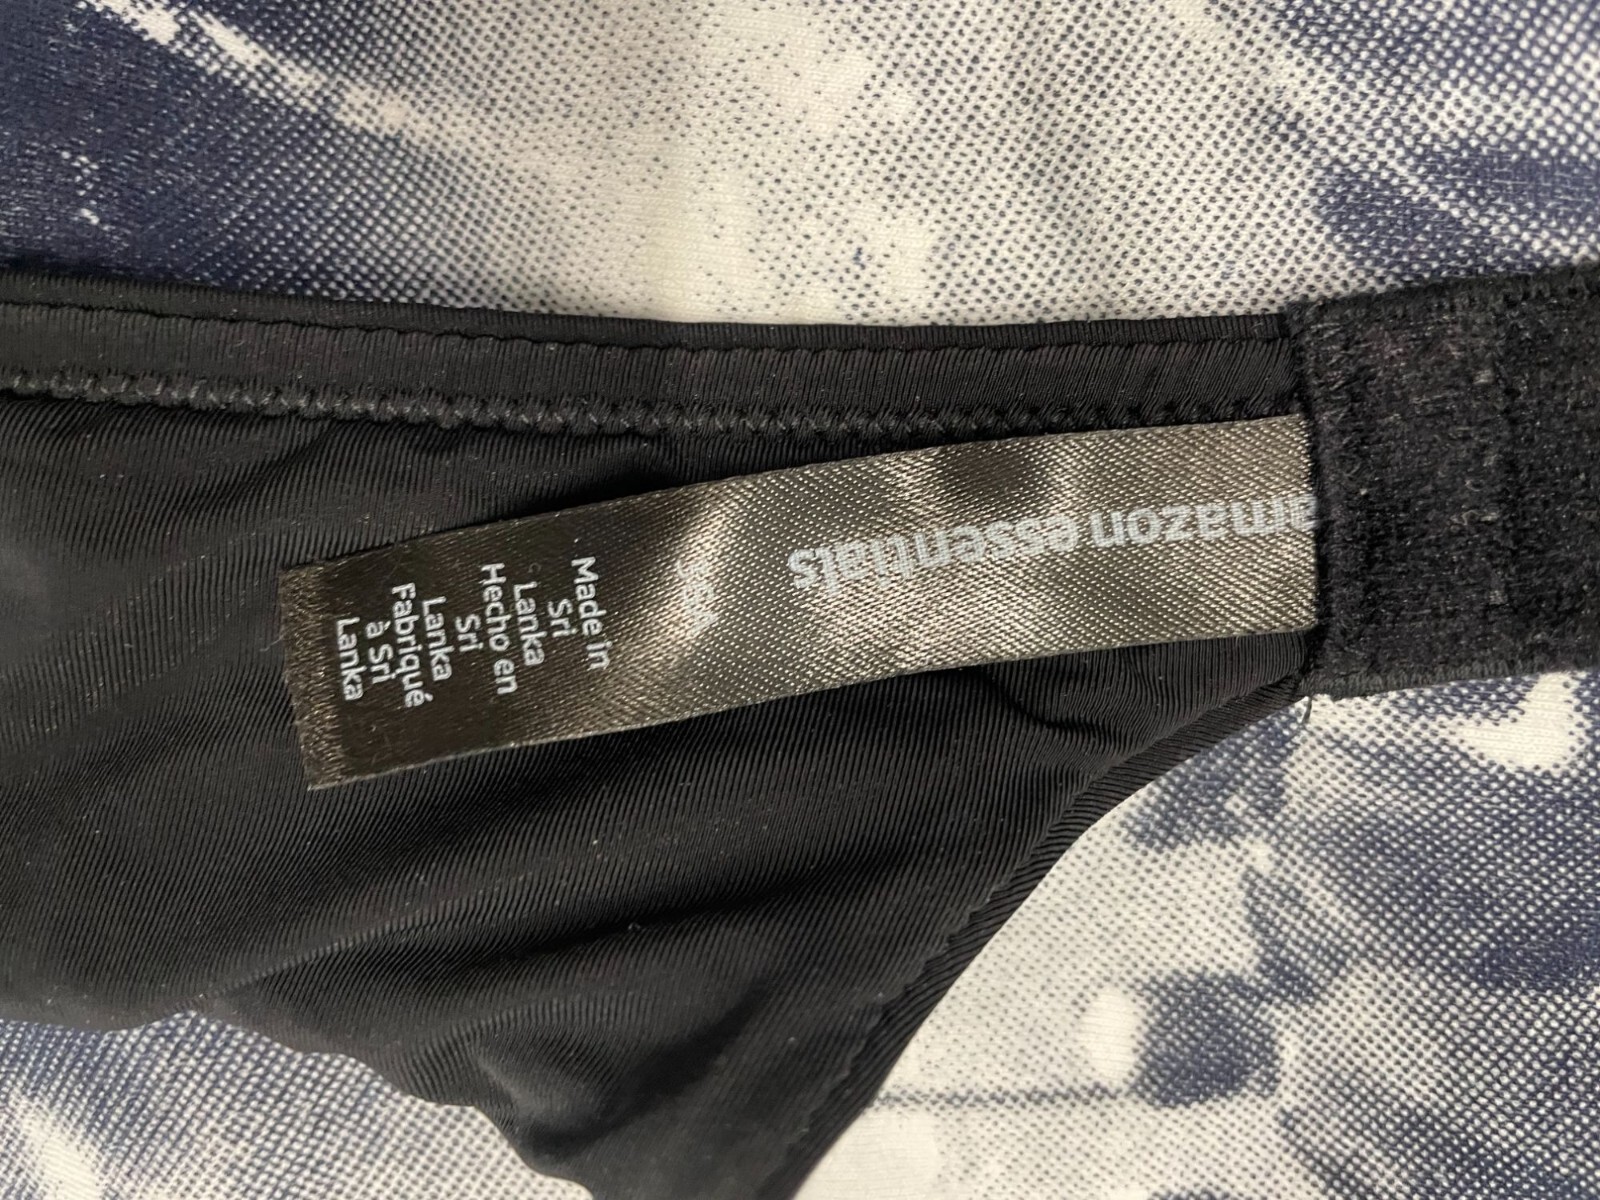 amazon essentials
Made in
Sri
Lanka
Hecho en
Sri
Lanka
Fabriqué
à Sri
Lanka